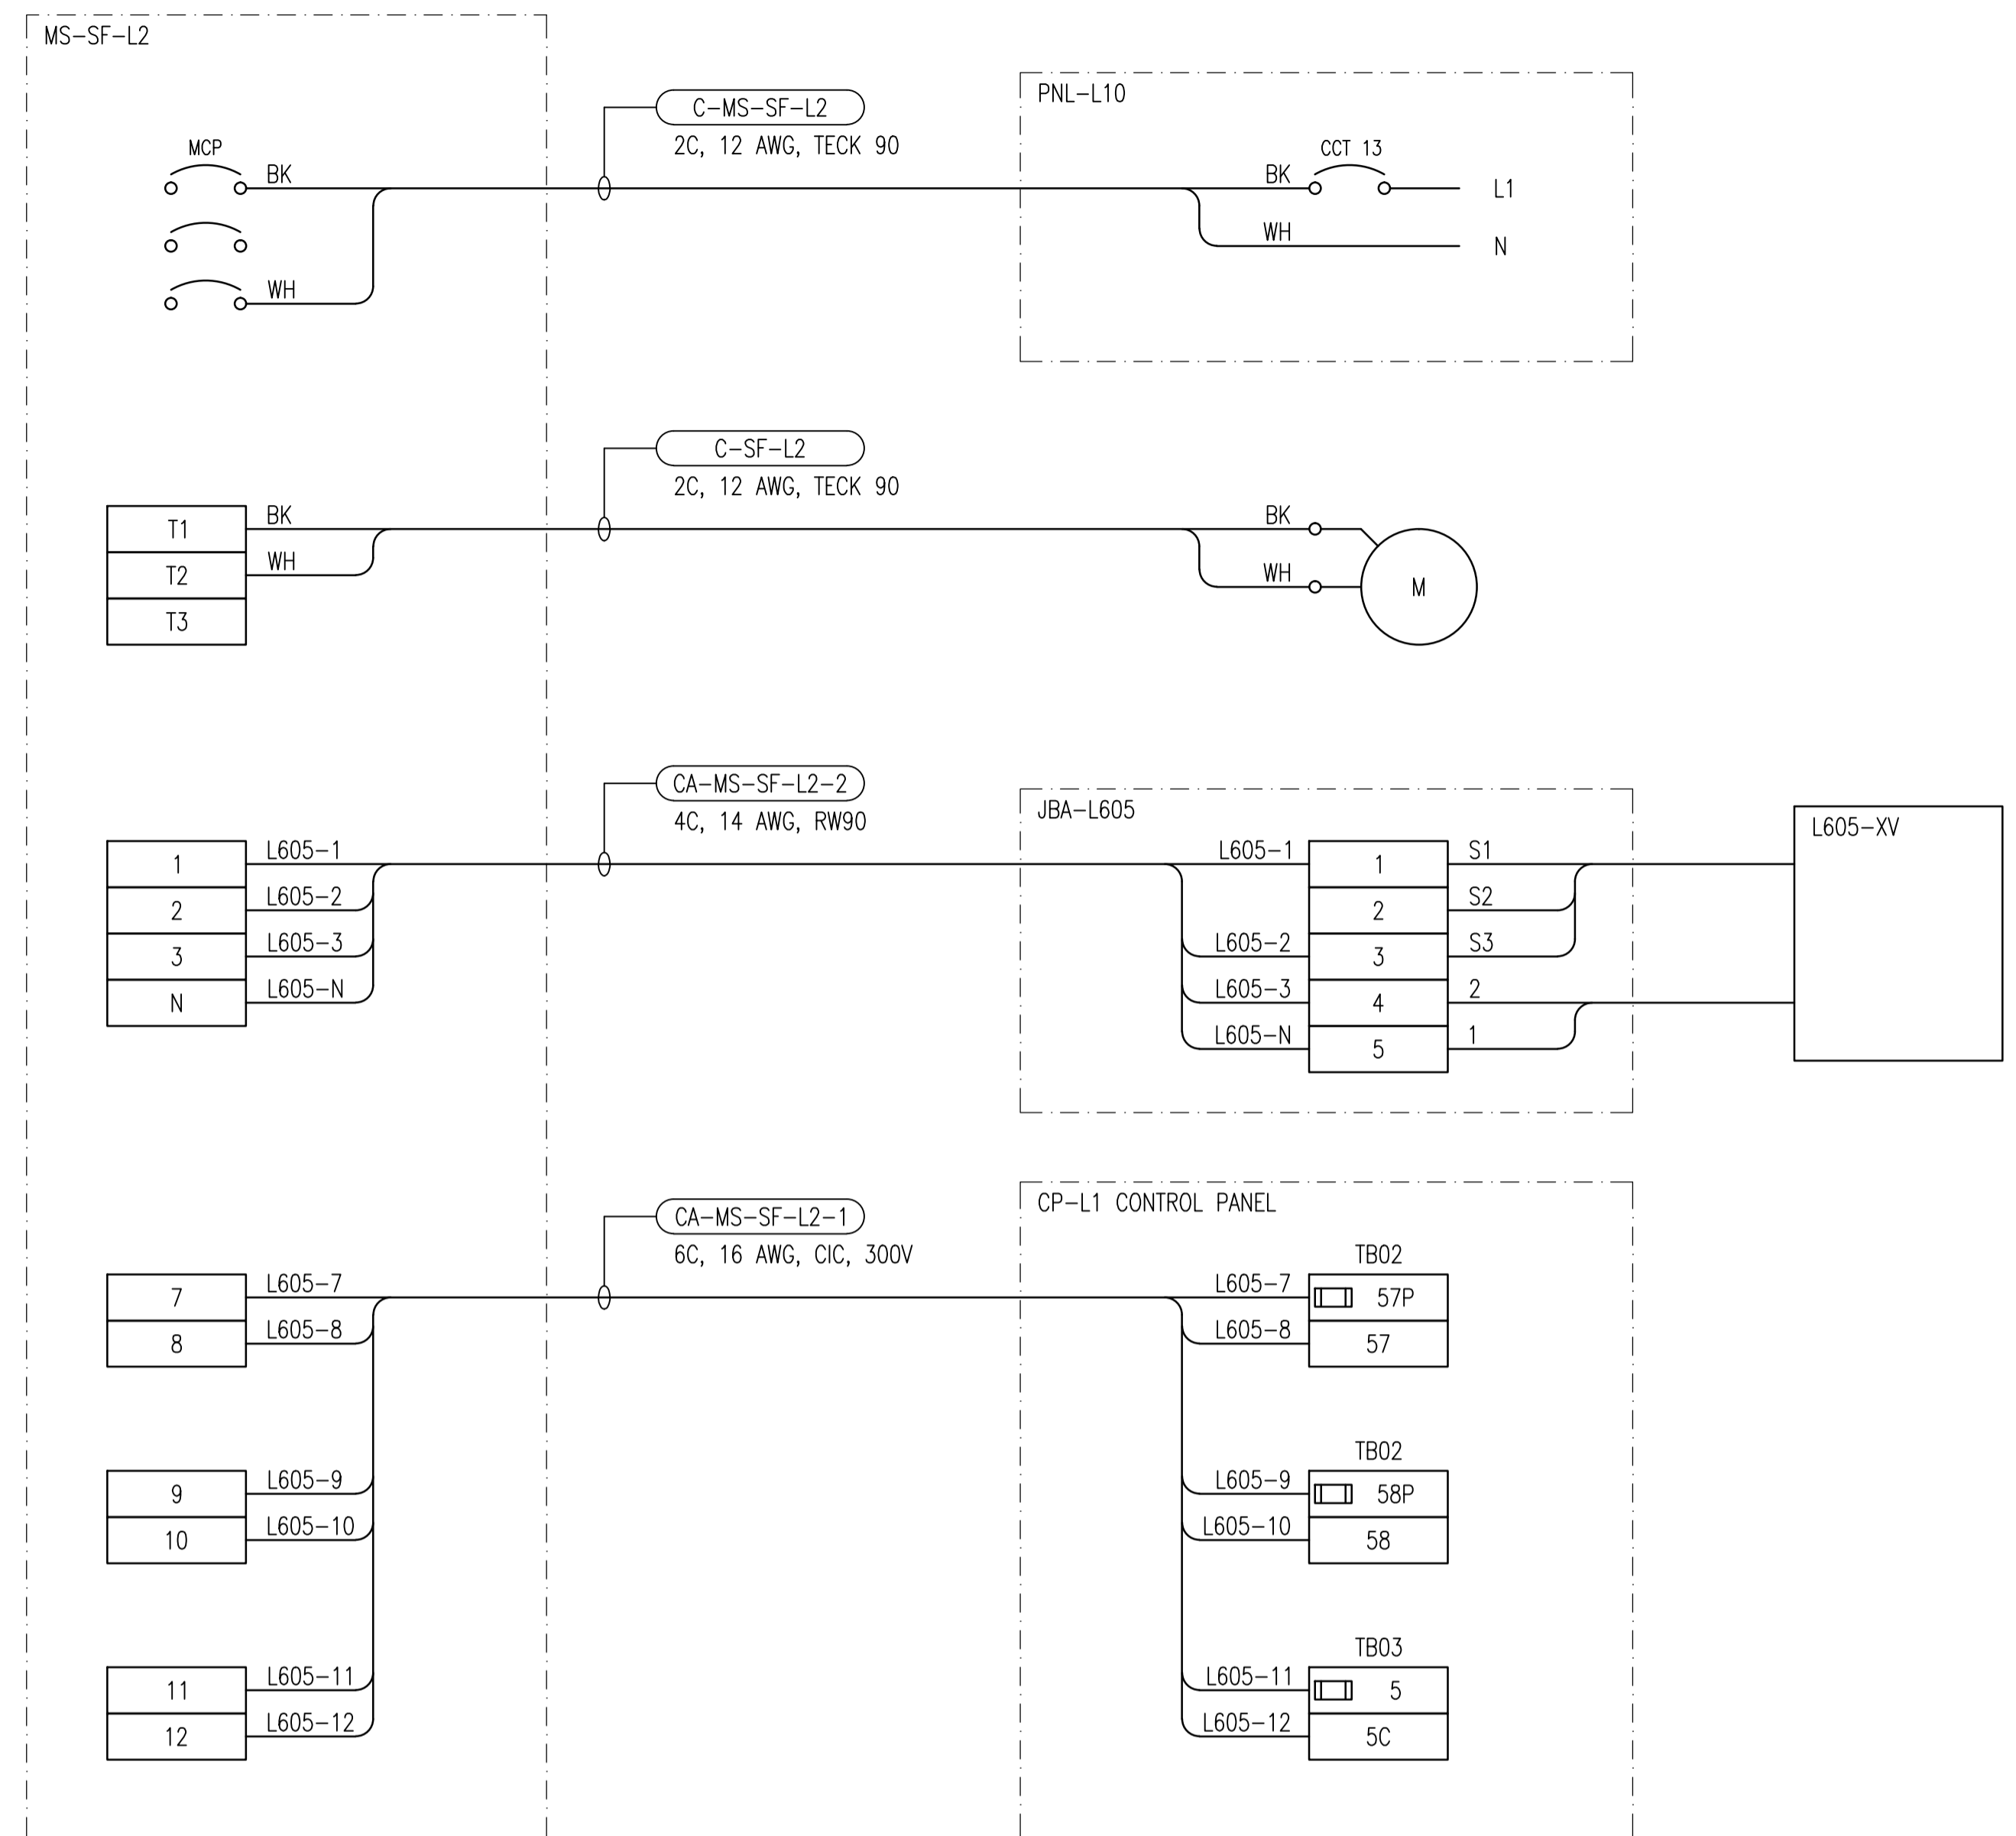 MS-SF-L2
MCP
BK
WH
C-MS-SF-L2
2C, 12 AWG, TECK 90
PNL-L10
CCT 13
BK
L1
WH
N
T1
BK
T2
WH
T3
C-SF-L2
2C, 12 AWG, TECK 90
BK
WH
M
1
L605-1
2
L605-2
3
L605-3
N
L605-N
CA-MS-SF-L2-2
4C, 14 AWG, RW90
JBA-L605
L605-1
1
S1
2
S2
L605-2
3
S3
L605-3
4
2
L605-N
5
1
L605-XV
7
L605-7
8
L605-8
9
L605-9
10
L605-10
11
L605-11
12
L605-12
CA-MS-SF-L2-1
6C, 16 AWG, CIC, 300V
CP-L1 CONTROL PANEL
TB02
L605-7
57P
L605-8
57
TB02
L605-9
58P
L605-10
58
TB03
L605-11
5
L605-12
5C